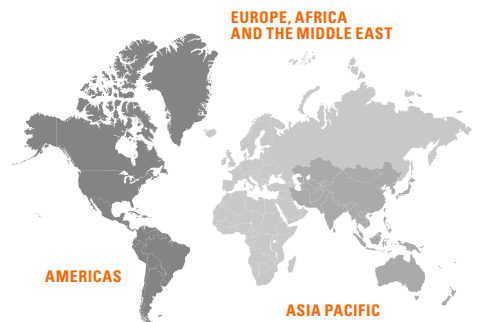 EUROPE, AFRICA
AND THE MIDDLE EAST
AMERICAS
ASIA PACIFIC